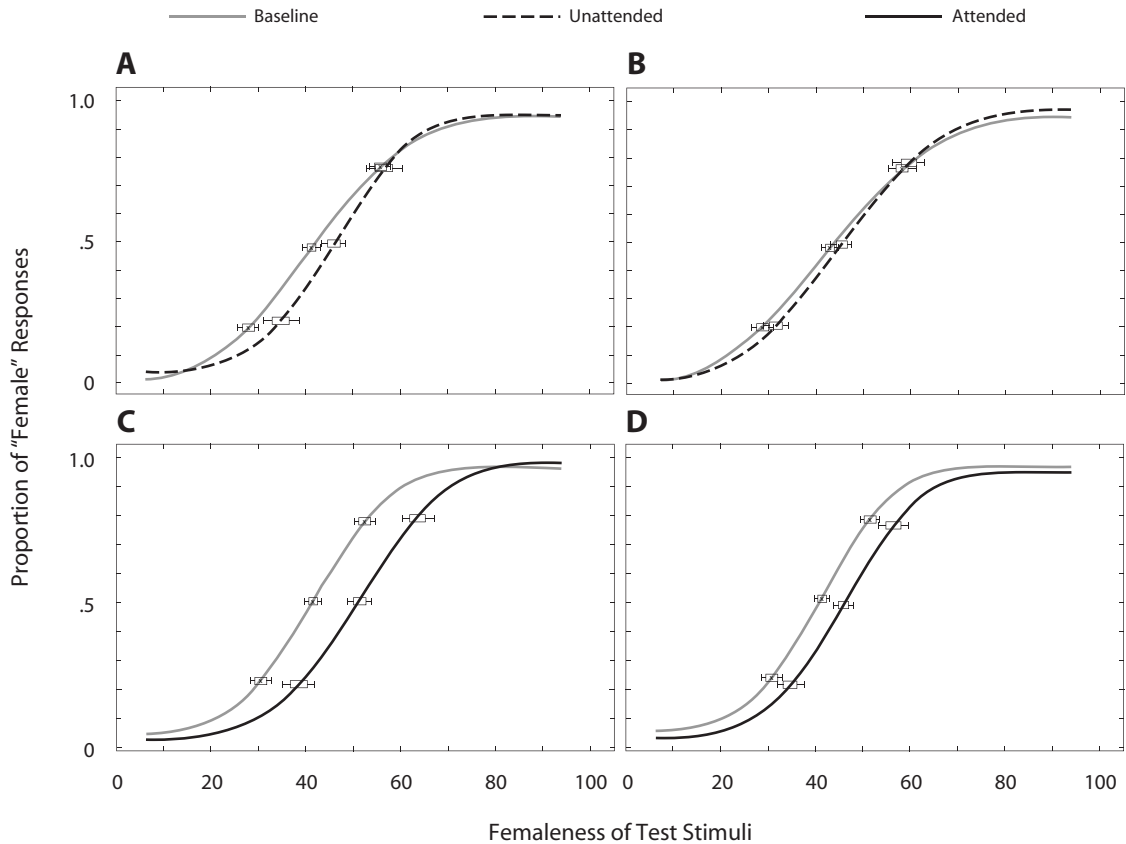 Baseline Unattended Attended
A B
1.0
.5
0
C D
1.0
.5
0
0 20 40 60 80 100 0 20 40 60 80 100
Proportion of “Female” Responses
Femaleness of Test Stimuli